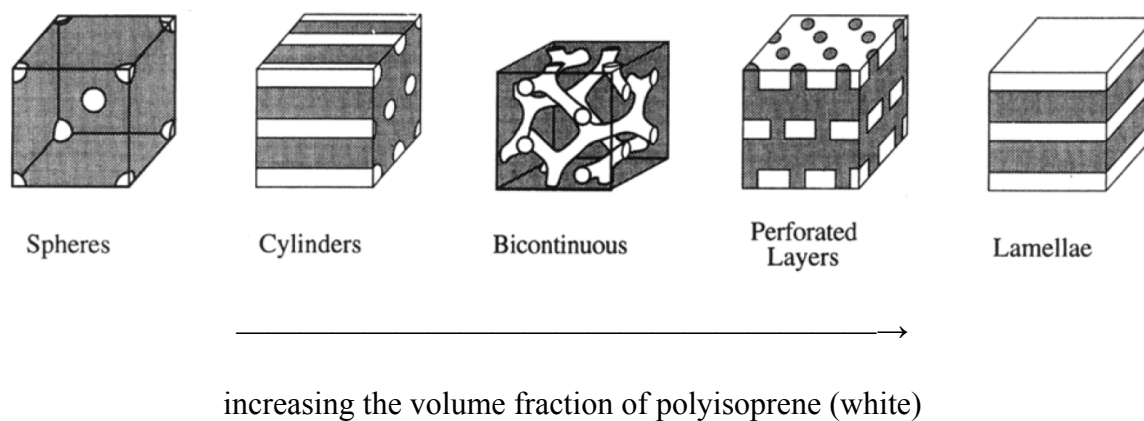 Spheres
Cylinders
Bicontinuous
Perforated
Layers
Lamellae
increasing the volume fraction of polyisoprene (white)